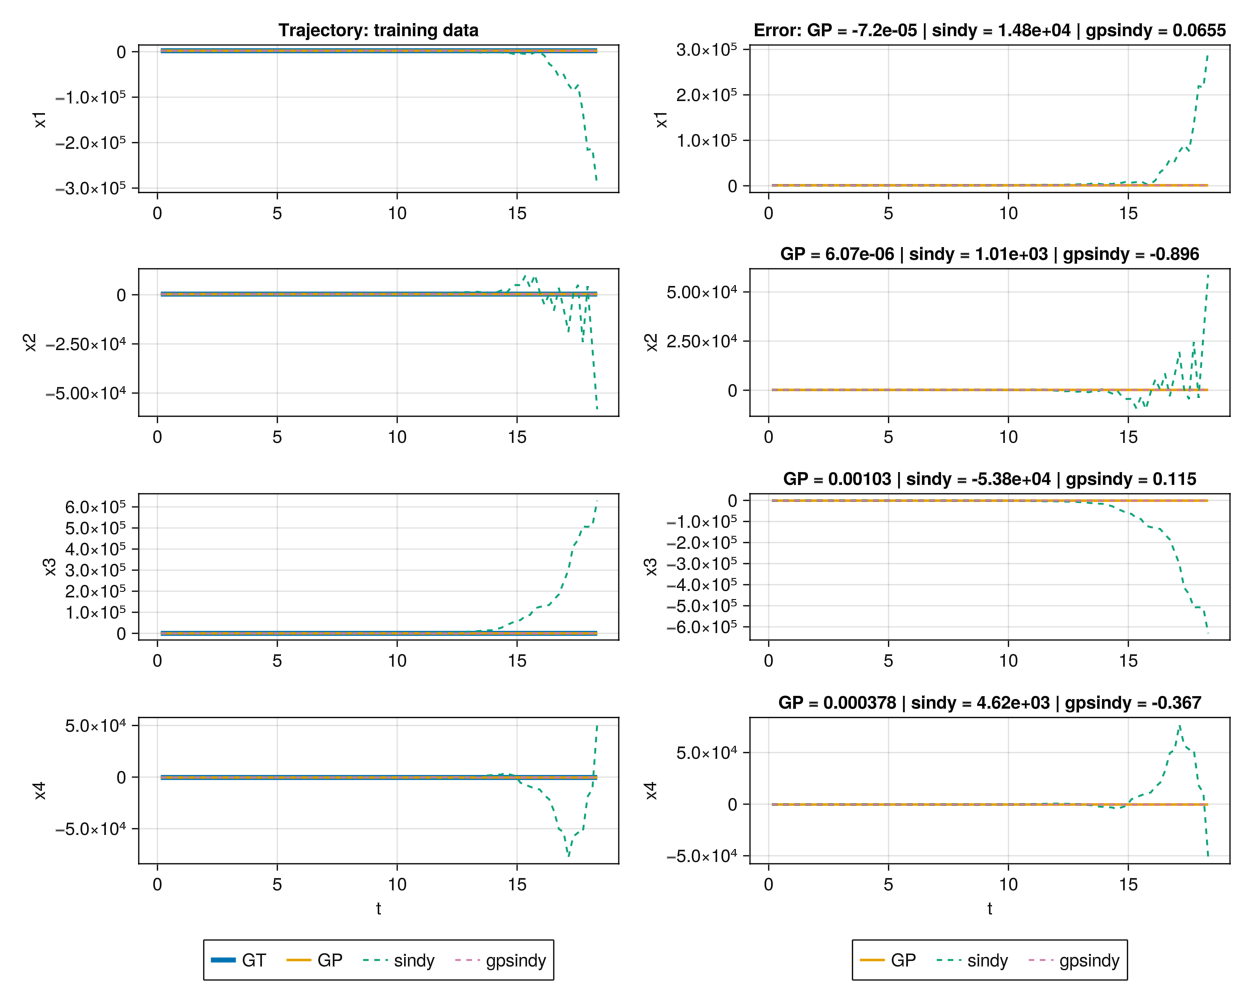 Trajectory: training data
0
−1.0×10⁵
−2.0×10⁵
−3.0×10⁵
x1
0 5 10 15
Error: GP = -7.2e-05 | sindy = 1.48e+04 | gpsindy = 0.0655
3.0×10⁵
2.0×10⁵
1.0×10⁵
0
x1
0 5 10 15
0
−2.50×10⁴
−5.00×10⁴
x2
0 5 10 15
GP = 6.07e-06 | sindy = 1.01e+03 | gpsindy = -0.896
5.00×10⁴
2.50×10⁴
0
x2
0 5 10 15
6.0×10⁵
5.0×10⁵
4.0×10⁵
3.0×10⁵
2.0×10⁵
1.0×10⁵
0
x3
0 5 10 15
GP = 0.00103 | sindy = -5.38e+04 | gpsindy = 0.115
0
−1.0×10⁵
−2.0×10⁵
−3.0×10⁵
−4.0×10⁵
−5.0×10⁵
−6.0×10⁵
x3
0 5 10 15
5.0×10⁴
0
−5.0×10⁴
x4
0 5 10 15
t
GP = 0.000378 | sindy = 4.62e+03 | gpsindy = -0.367
5.0×10⁴
0
−5.0×10⁴
x4
0 5 10 15
t
GT GP sindy gpsindy
GP sindy gpsindy